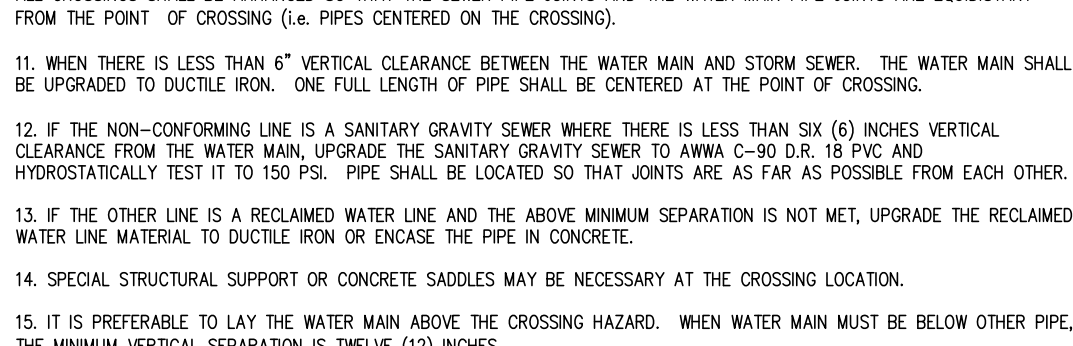 FROM THE POINT OF CROSSING (i.e. PIPES CENTERED ON THE CROSSING).
11. WHEN THERE IS LESS THAN 6" VERTICAL CLEARANCE BETWEEN THE WATER MAIN AND STORM SEWER. THE WATER MAIN SHALL
BE UPGRADED TO DUCTILE IRON. ONE FULL LENGTH OF PIPE SHALL BE CENTERED AT THE POINT OF CROSSING.
12. IF THE NON-CONFORMING LINE IS A SANITARY GRAVITY SEWER WHERE THERE IS LESS THAN SIX (6) INCHES VERTICAL
CLEARANCE FROM THE WATER MAIN, UPGRADE THE SANITARY GRAVITY SEWER TO AWWA C-90 D.R. 18 PVC AND
HYDROSTATICALLY TEST IT TO 150 PSI. PIPE SHALL BE LOCATED SO THAT JOINTS ARE AS FAR AS POSSIBLE FROM EACH OTHER.
13. IF THE OTHER LINE IS A RECLAIMED WATER LINE AND THE ABOVE MINIMUM SEPARATION IS NOT MET, UPGRADE THE RECLAIMED
WATER LINE MATERIAL TO DUCTILE IRON OR ENCASE THE PIPE IN CONCRETE.
14. SPECIAL STRUCTURAL SUPPORT OR CONCRETE SADDLES MAY BE NECESSARY AT THE CROSSING LOCATION.
15. IT IS PREFERABLE TO LAY THE WATER MAIN ABOVE THE CROSSING HAZARD. WHEN WATER MAIN MUST BE BELOW OTHER PIPE,
THE MINIMUM VERTICAL SEPARATION IS TWELVE (12) INCHES